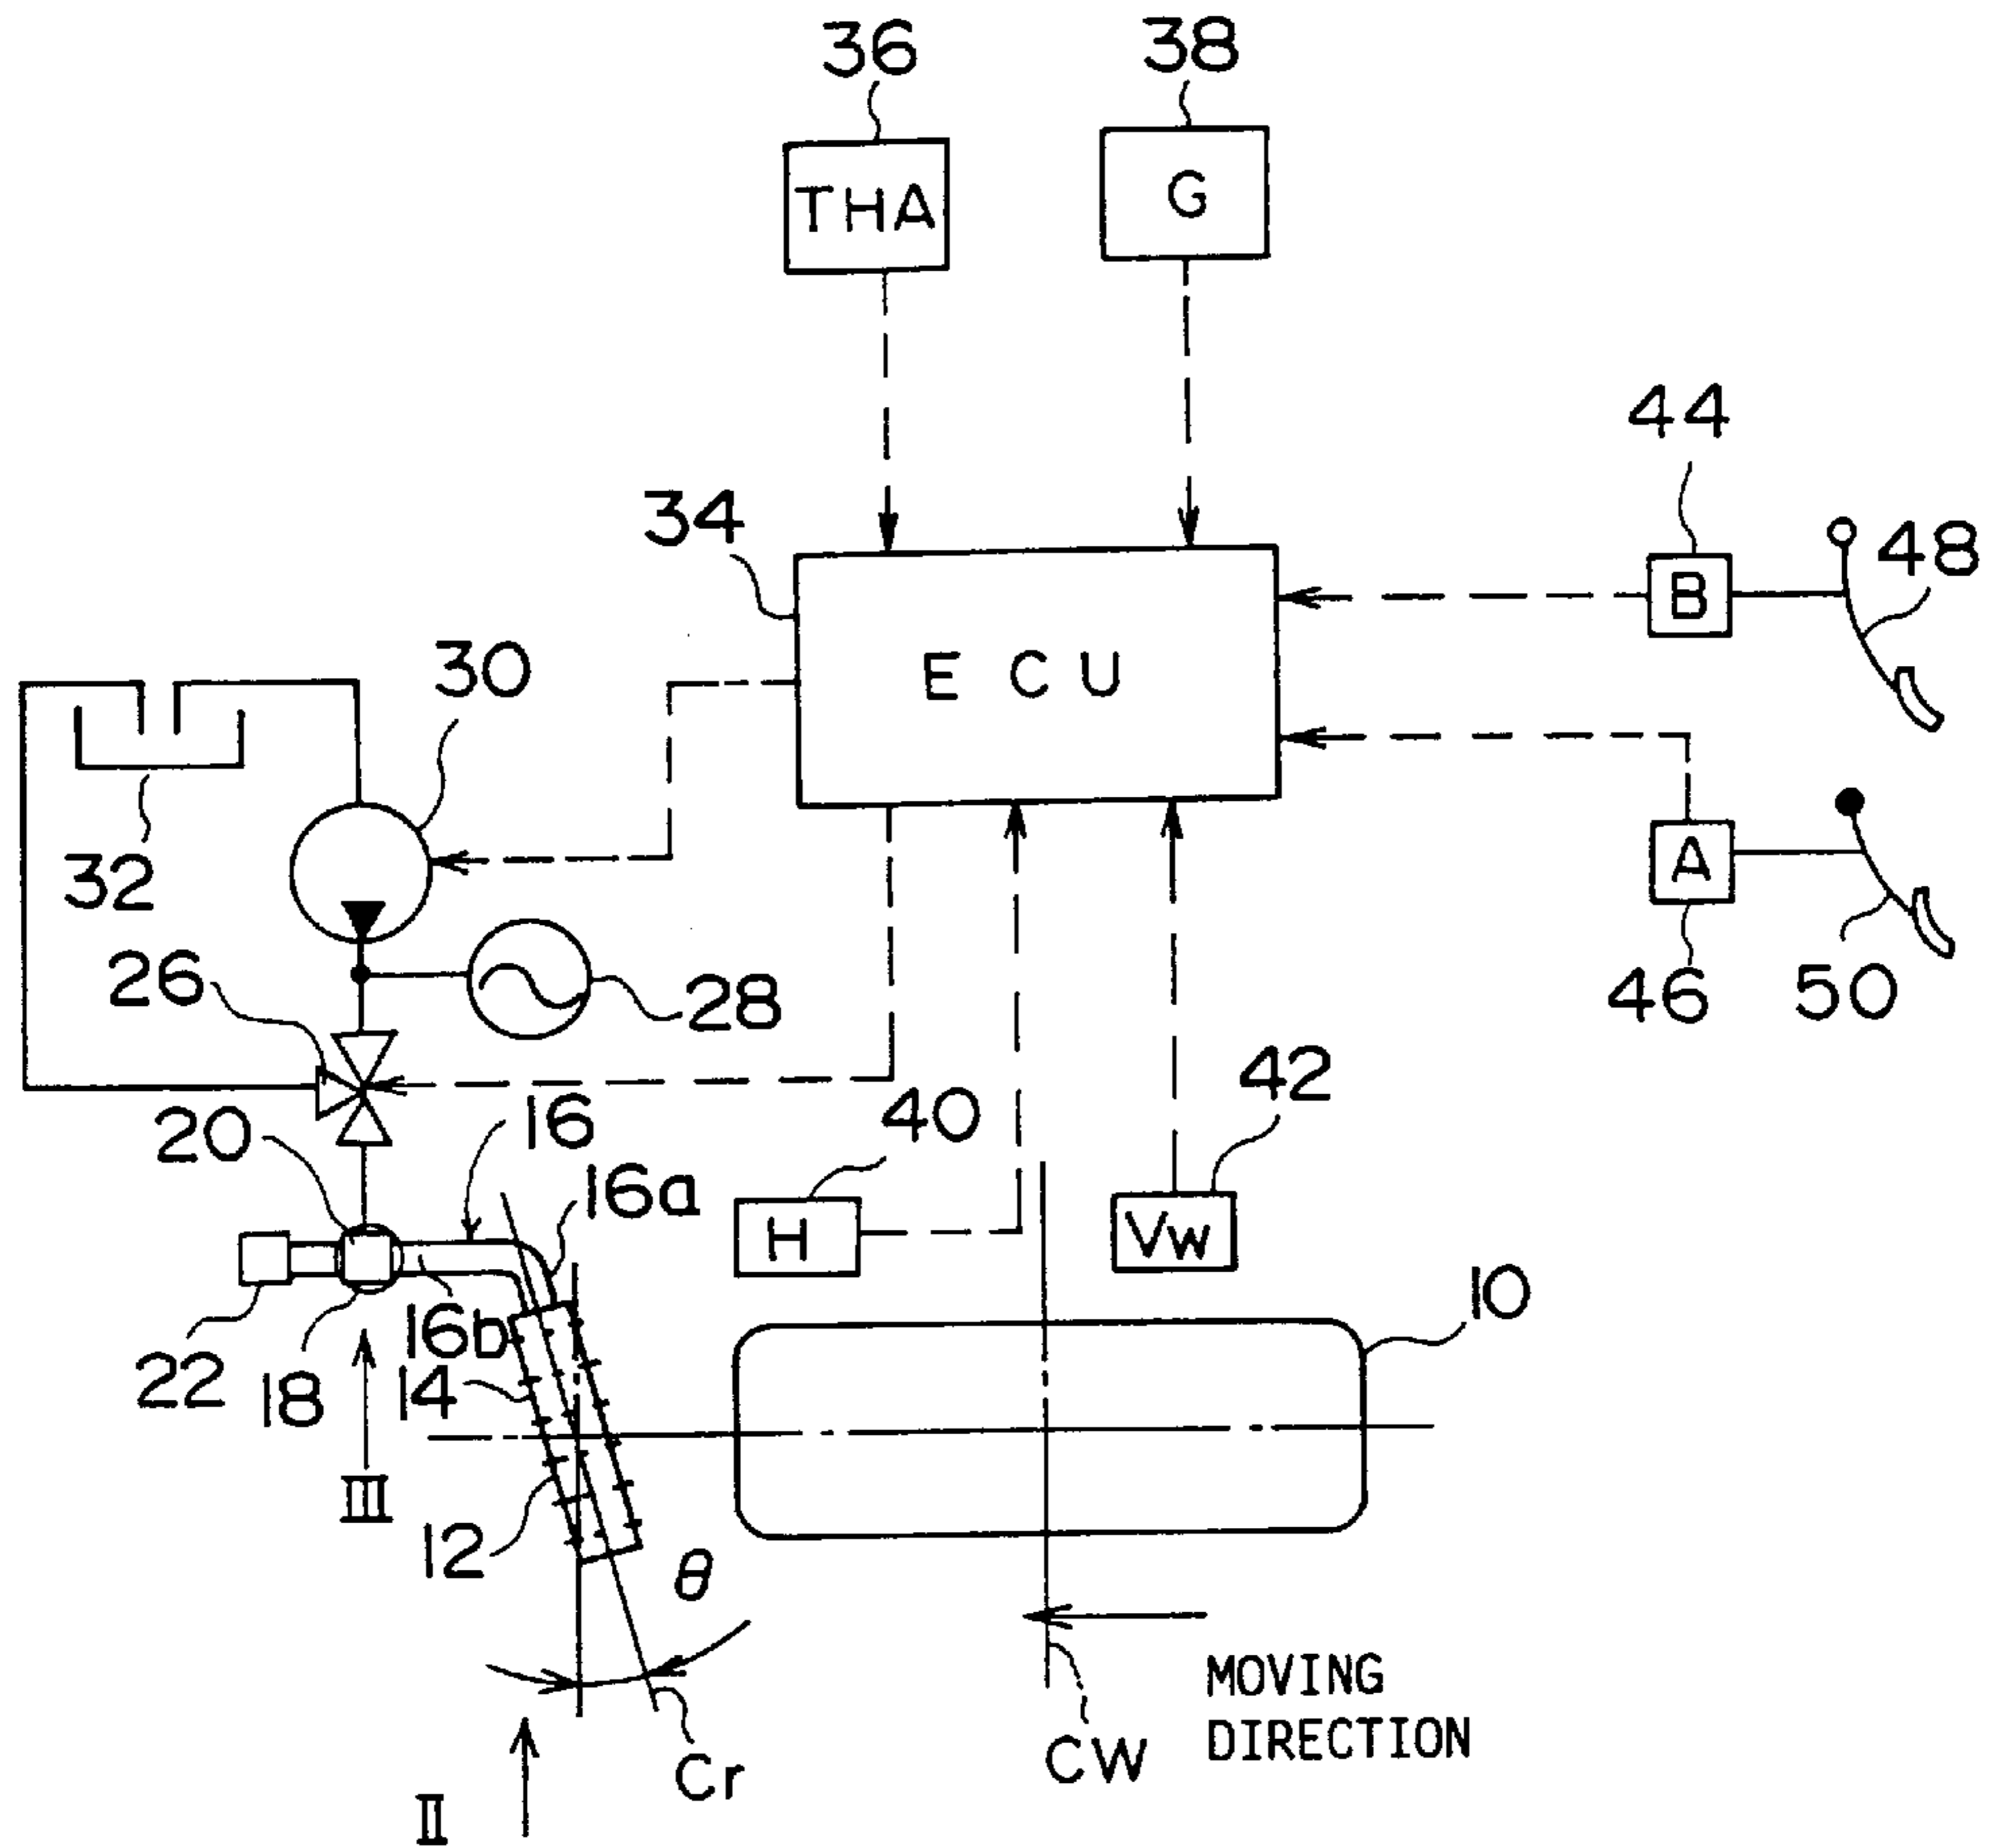 36
38
THA
G
44
34
48
B
30
E C U
A
32
26
28
46
50
42
40
20
16
16a
H
Vw
10
16b
22
18
14
III
12
θ
MOVING
DIRECTION
CW
Cr
II